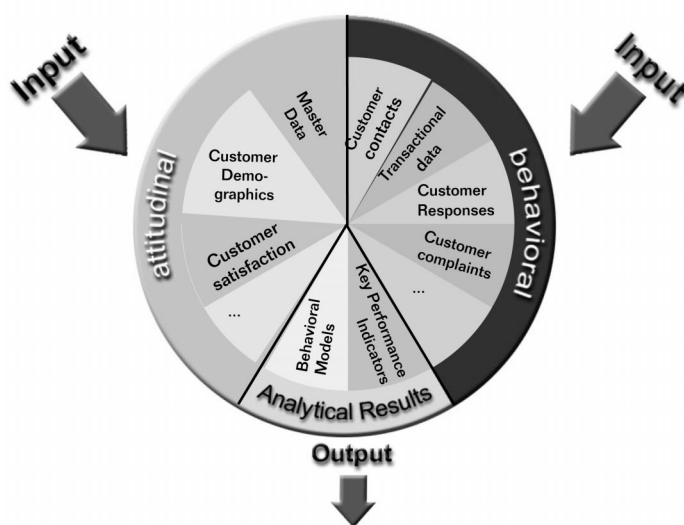 Input
Input
attitudinal
behavioral
Master
Data
Customer
Demo-
graphics
Customer
satisfaction
...
Customer
contacts
Transactional
data
Customer
Responses
Customer
complaints
...
Behavioral
Models
Key Performance
Indicators
Analytical Results
Output